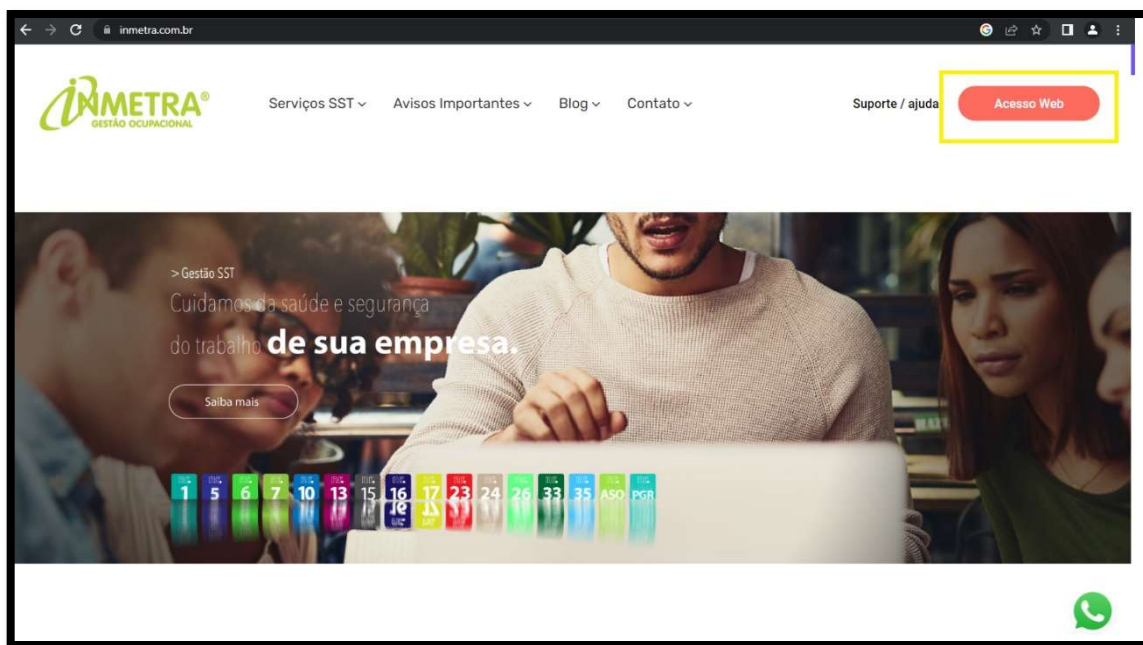 inmetra.com.br
iNMETRA®
GESTÃO OCUPACIONAL
Serviços SST Avisos Importantes Blog Contato Suporte / ajuda Acesso Web
> Gestão SST
Cuidamos da saúde e segurança
do trabalho de sua empresa.
Saiba mais
1 5 6 7 10 13 15 16 17 23 24 26 33 35 ASO PGR